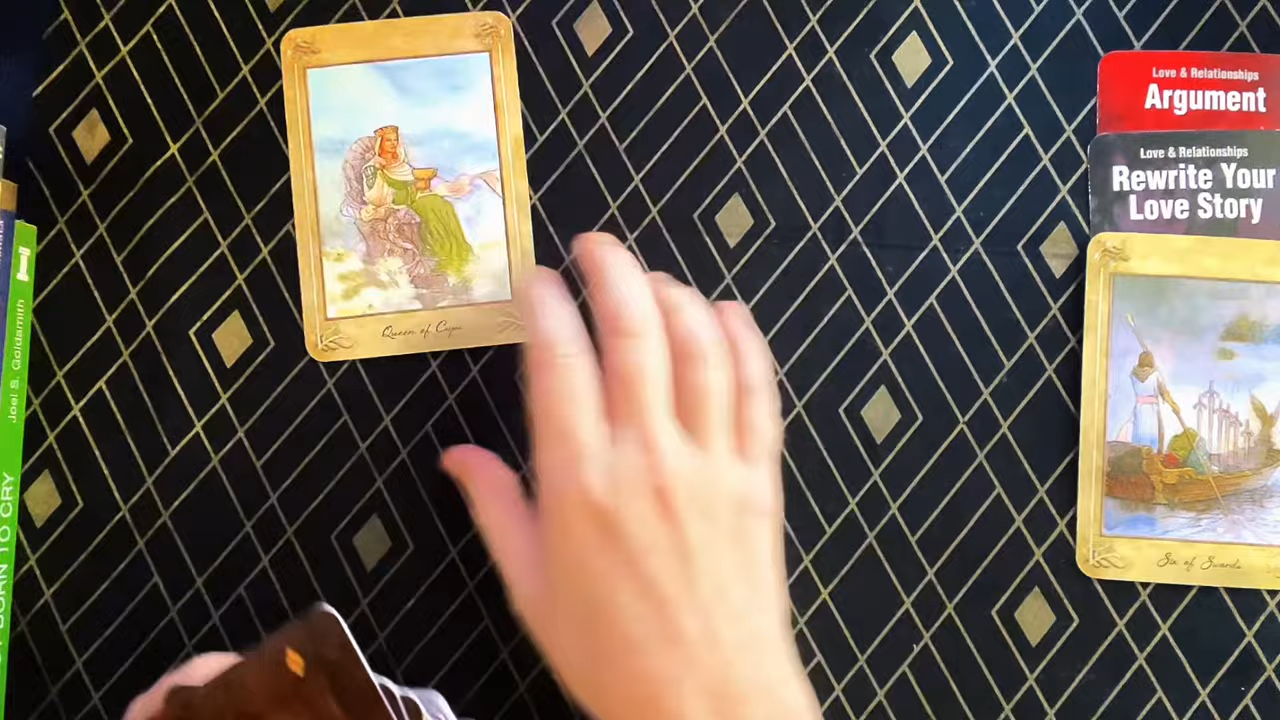 Queen of Cups
Love & Relationships
Argument
Love & Relationships
Rewrite Your
Love Story
Six of Swords
Joel S. Goldsmith
BORN TO CRY